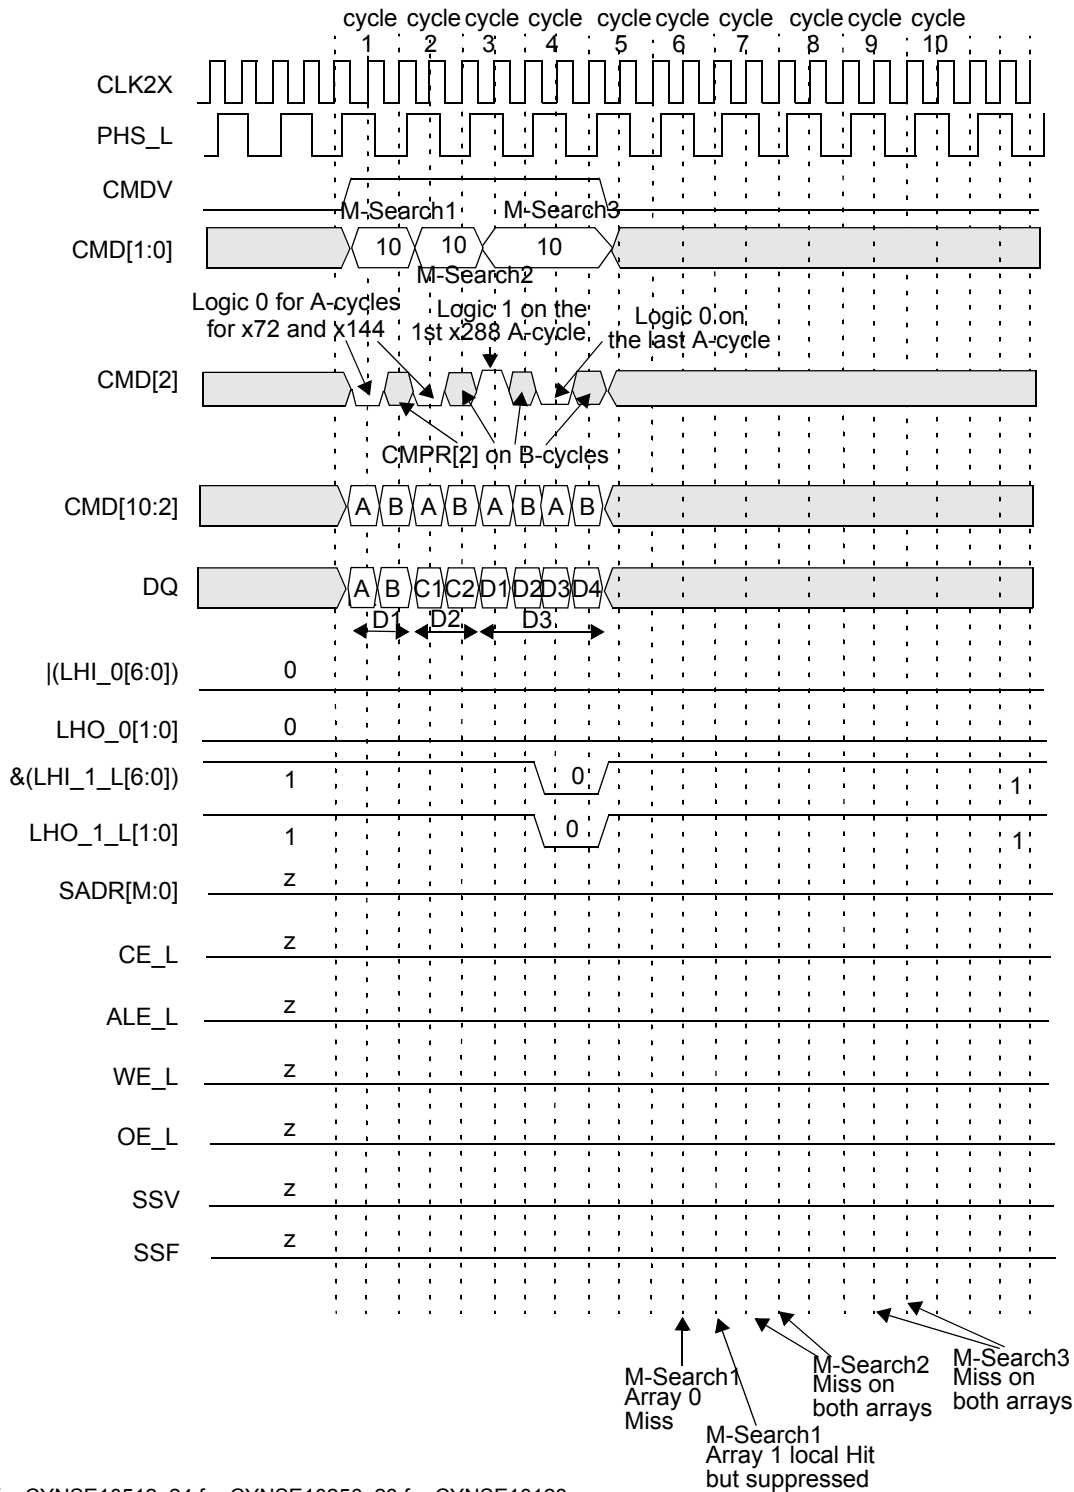 cycle cycle cycle cycle cycle cycle cycle cycle cycle cycle
1 2 3 4 5 6 7 8 9 10
CLK2X
PHS_L
CMDV
M-Search1 M-Search3
CMD[1:0] 10 10 10
M-Search2
Logic 0 for A-cycles
for x72 and x144
Logic 1 on the
1st x288 A-cycle
Logic 0 on
the last A-cycle
CMD[2]
CMPR[2] on B-cycles
CMD[10:2] A B A B A B A B
DQ A B C1 C2 D1 D2 D3 D4
D1 D2 D3
|(LHI_0[6:0]) 0
LHO_0[1:0] 0
&(LHI_1_L[6:0]) 1 0 1
LHO_1_L[1:0] 1 0 1
SADR[M:0] z
CE_L z
ALE_L z
WE_L z
OE_L z
SSV z
SSF z
M-Search1
Array 0
Miss
M-Search1
Array 1 local Hit
but suppressed
M-Search2
Miss on
both arrays
M-Search3
Miss on
both arrays